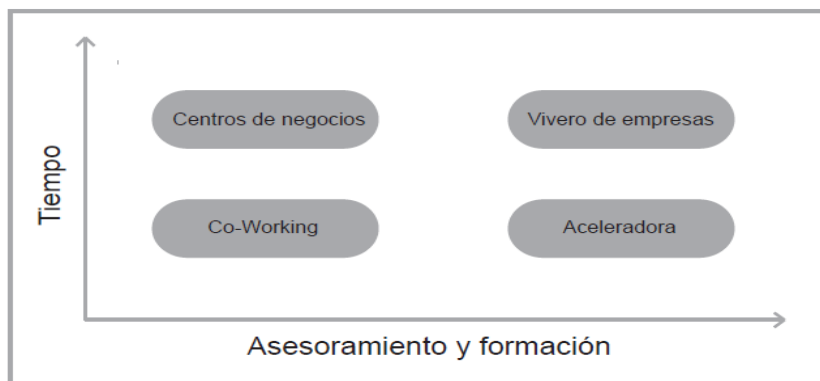 Centros de negocios
Vivero de empresas
Tiempo
Co-Working
Aceleradora
Asesoramiento y formación